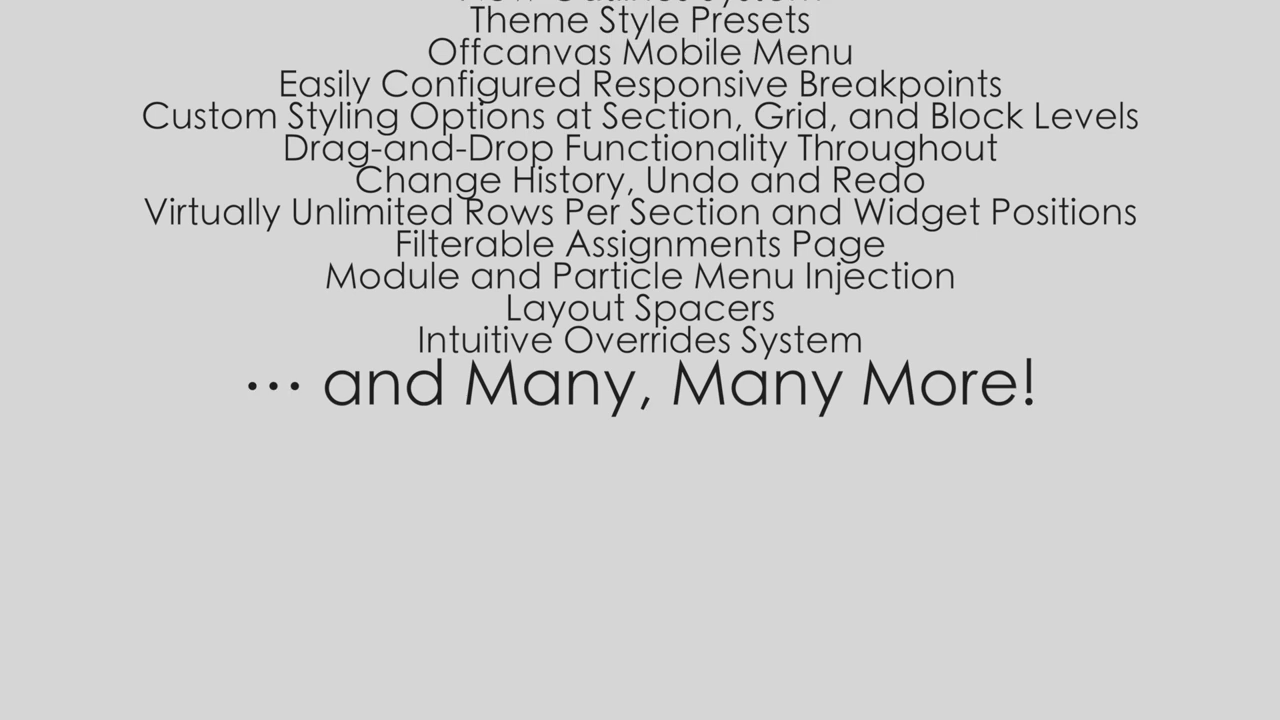 Theme Style Presets
Offcanvas Mobile Menu
Easily Configured Responsive Breakpoints
Custom Styling Options at Section, Grid, and Block Levels
Drag-and-Drop Functionality Throughout
Change History, Undo and Redo
Virtually Unlimited Rows Per Section and Widget Positions
Filterable Assignments Page
Module and Particle Menu Injection
Layout Spacers
Intuitive Overrides System
... and Many, Many More!